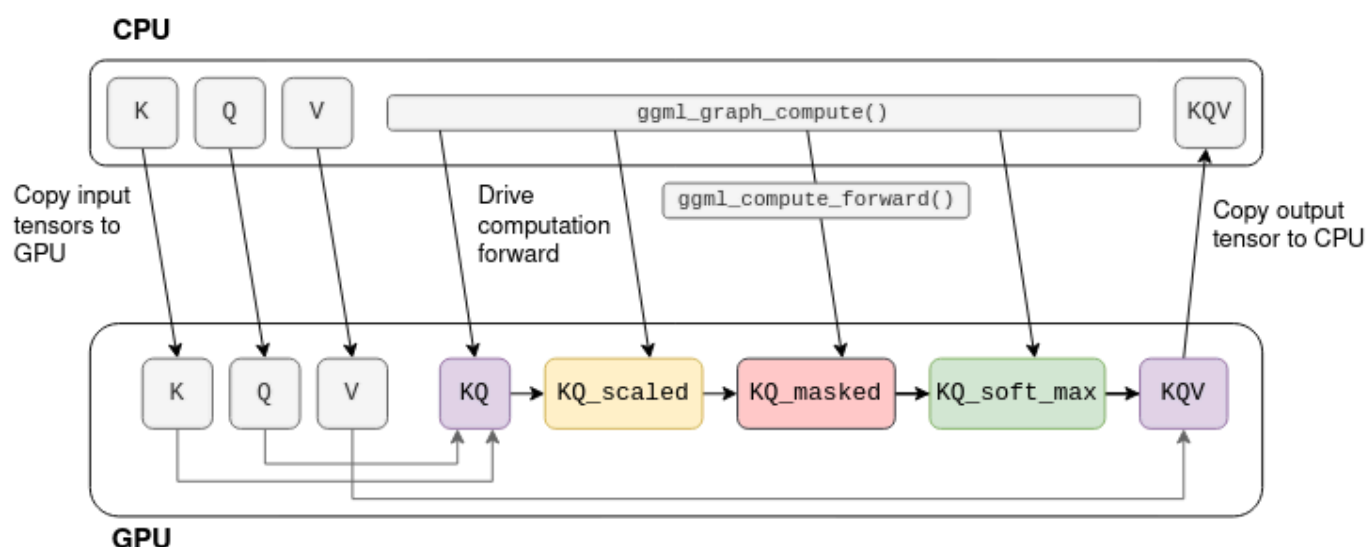 CPU
K
Q
V
ggml_graph_compute()
KQV
Copy input
tensors to
GPU
Drive
computation
forward
ggml_compute_forward()
Copy output
tensor to CPU
K
Q
V
KQ
KQ_scaled
KQ_masked
KQ_soft_max
KQV
GPU